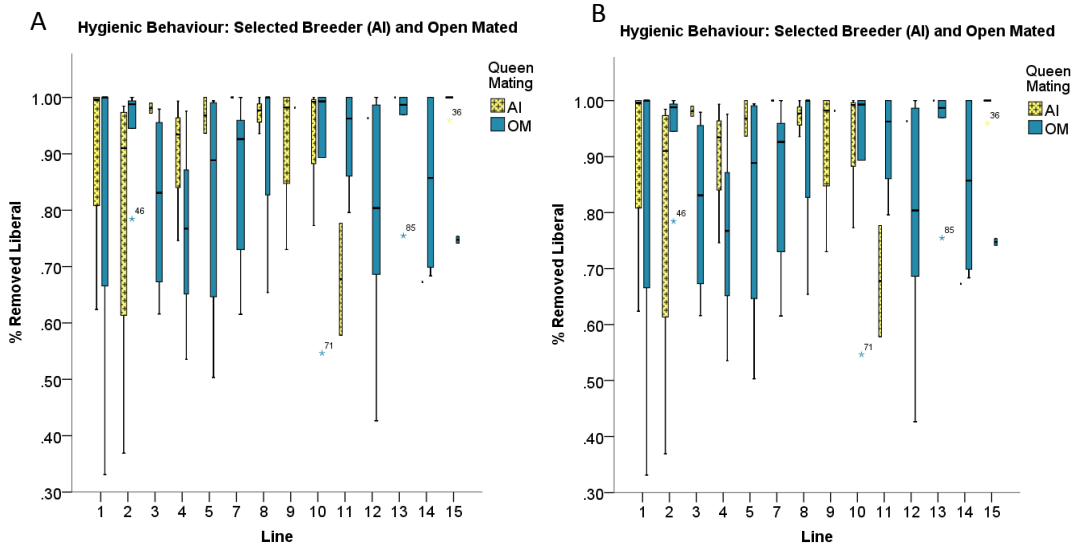 A
Hygienic Behaviour: Selected Breeder (AI) and Open Mated
Queen
Mating
AI
OM
% Removed Liberal
1.00
.90
.80
.70
.60
.50
.40
.30
46
71
85
36
1 2 3 4 5 7 8 9 10 11 12 13 14 15
Line
B
Hygienic Behaviour: Selected Breeder (AI) and Open Mated
Queen
Mating
AI
OM
% Removed Liberal
1.00
.90
.80
.70
.60
.50
.40
.30
46
71
85
36
1 2 3 4 5 7 8 9 10 11 12 13 14 15
Line